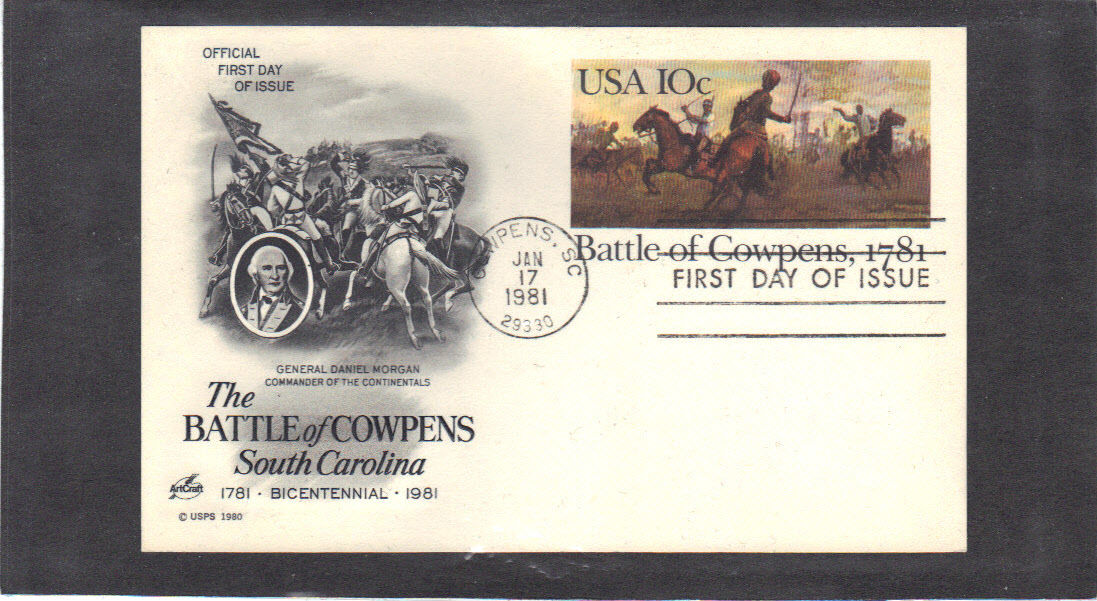 OFFICIAL
FIRST DAY
OF ISSUE
USA 10c
Battle of Cowpens, 1781
COWPENS, SC
JAN
17
1981
29330
FIRST DAY OF ISSUE
GENERAL DANIEL MORGAN
COMMANDER OF THE CONTINENTALS
The
BATTLE of COWPENS
South Carolina
ArtCraft
1781 · BICENTENNIAL · 1981
© USPS 1980